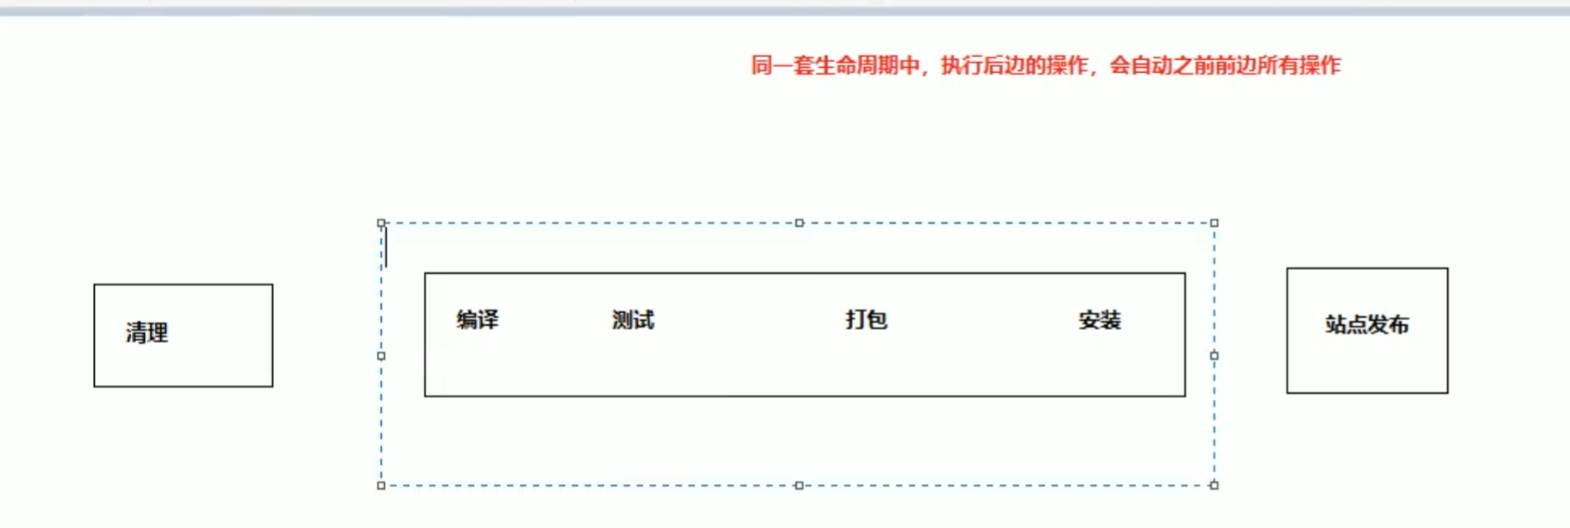 同一套生命周期中，执行后边的操作，会自动之前前边所有操作
清理
编译 测试 打包 安装
站点发布